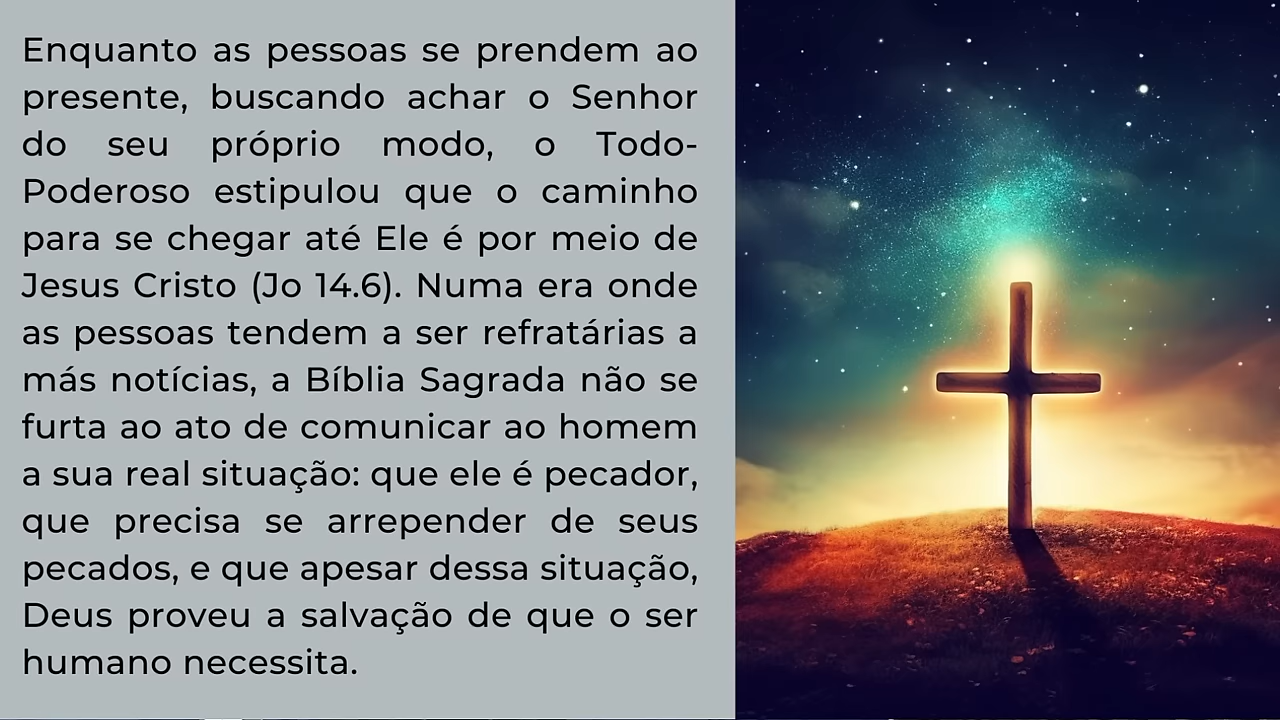 Enquanto as pessoas se prendem ao
presente, buscando achar o Senhor
do seu próprio modo, o Todo-
Poderoso estipulou que o caminho
para se chegar até Ele é por meio de
Jesus Cristo (Jo 14.6). Numa era onde
as pessoas tendem a ser refratárias a
más notícias, a Bíblia Sagrada não se
furta ao ato de comunicar ao homem
a sua real situação: que ele é pecador,
que precisa se arrepender de seus
pecados, e que apesar dessa situação,
Deus proveu a salvação de que o ser
humano necessita.